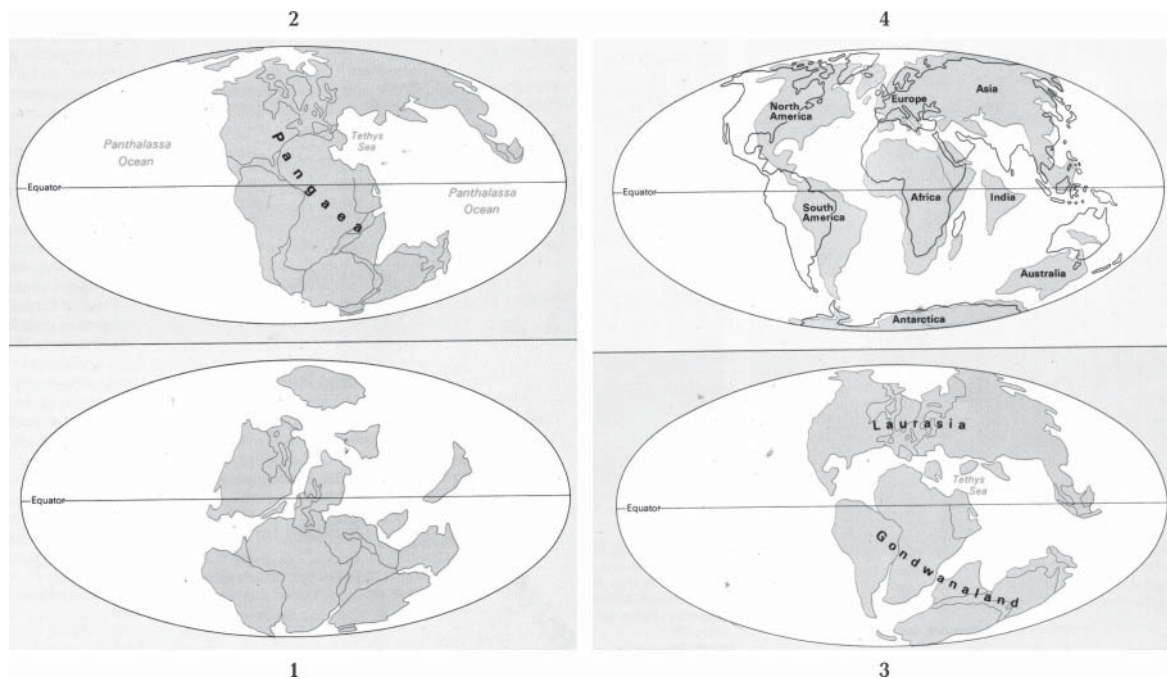 2
Panthalassa
Ocean
Pangaea
Tethys
Sea
Equator
Panthalassa
Ocean
4
North
America
Europe
Asia
Equator
South
America
Africa
India
Australia
Antarctica
Equator
1
Laurasia
Tethys
Sea
Equator
Gondwanaland
3